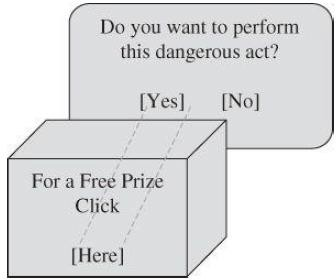 Do you want to perform
this dangerous act?
[Yes] [No]
For a Free Prize
Click
[Here]